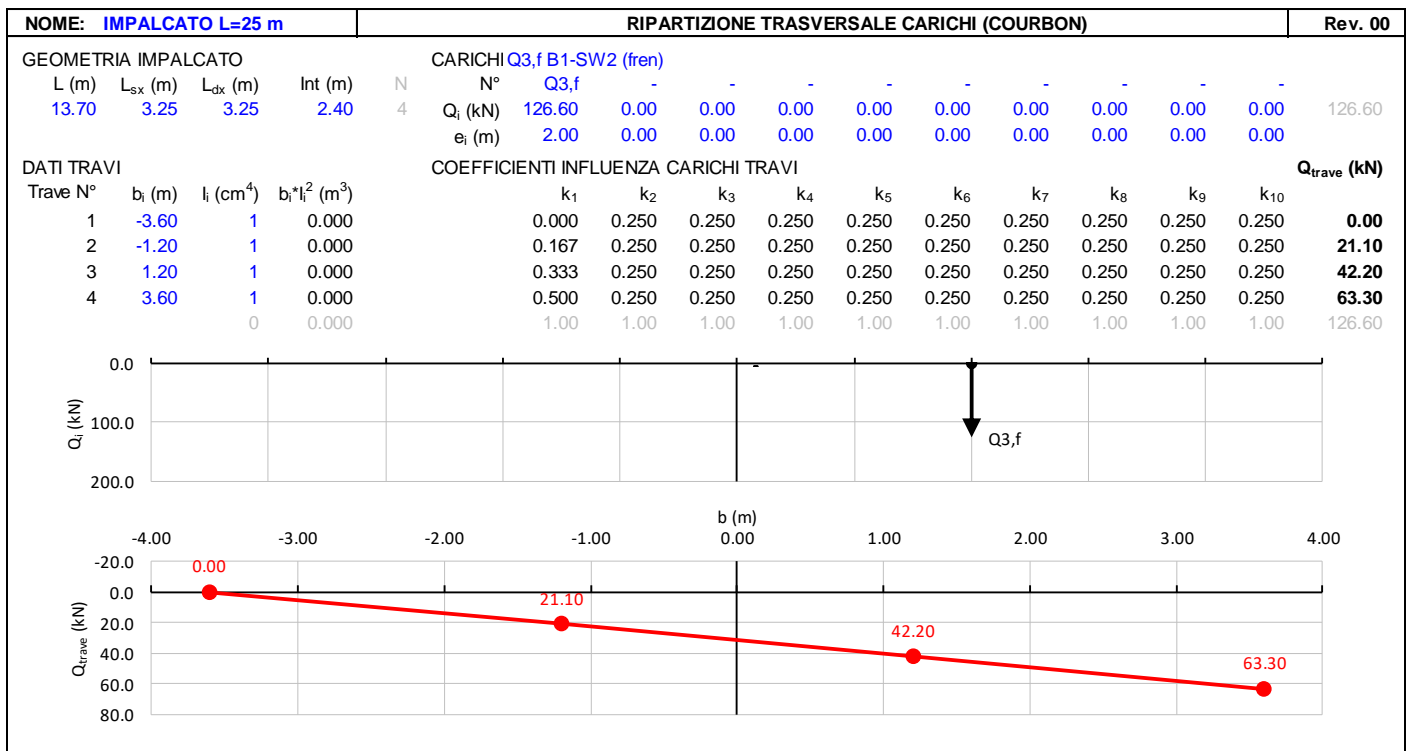 NOME: IMPALCATO L=25 m RIPARTIZIONE TRASVERSALE CARICHI (COURBON) Rev. 00
GEOMETRIA IMPALCATO CARICHI Q3,f B1-SW2 (fren)
L (m) Lsx (m) Ldx (m) Int (m) N N° Q3,f - - - - - - - - -
13.70 3.25 3.25 2.40 4 Qi (kN) 126.60 0.00 0.00 0.00 0.00 0.00 0.00 0.00 0.00 0.00 126.60
ei (m) 2.00 0.00 0.00 0.00 0.00 0.00 0.00 0.00 0.00 0.00
DATI TRAVI COEFFICIENTI INFLUENZA CARICHI TRAVI Qtrave (kN)
Trave N° bi (m) Ii (cm4) bi*Ii2 (m3) k1 k2 k3 k4 k5 k6 k7 k8 k9 k10
1 -3.60 1 0.000 0.000 0.250 0.250 0.250 0.250 0.250 0.250 0.250 0.250 0.250 0.00
2 -1.20 1 0.000 0.167 0.250 0.250 0.250 0.250 0.250 0.250 0.250 0.250 0.250 21.10
3 1.20 1 0.000 0.333 0.250 0.250 0.250 0.250 0.250 0.250 0.250 0.250 0.250 42.20
4 3.60 1 0.000 0.500 0.250 0.250 0.250 0.250 0.250 0.250 0.250 0.250 0.250 63.30
0 0.000 1.00 1.00 1.00 1.00 1.00 1.00 1.00 1.00 1.00 1.00 126.60
0.0
100.0
200.0
Qi (kN)
-
Q3,f
b (m)
-4.00 -3.00 -2.00 -1.00 0.00 1.00 2.00 3.00 4.00
-20.0
0.0
20.0
40.0
60.0
80.0
Qtrave (kN)
0.00
21.10
42.20
63.30